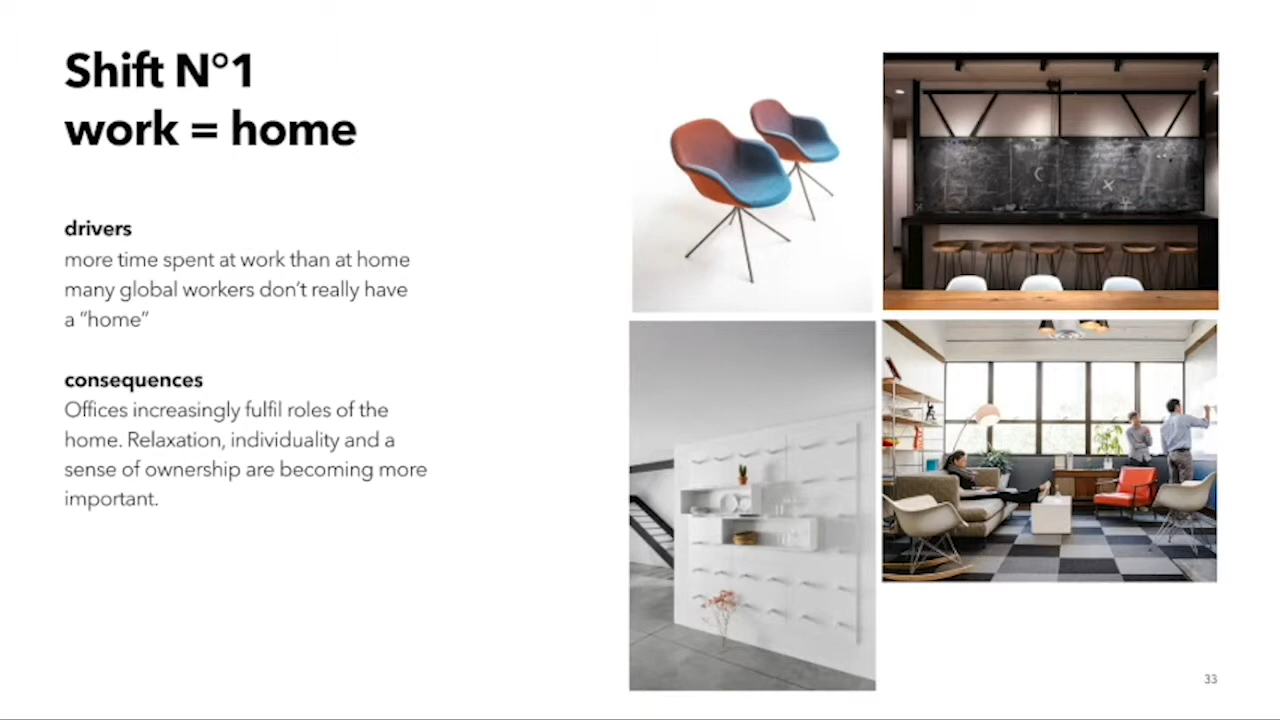 Shift N°1
work = home
drivers
more time spent at work than at home
many global workers don’t really have
a “home”
consequences
Offices increasingly fulfil roles of the
home. Relaxation, individuality and a
sense of ownership are becoming more
important.
33